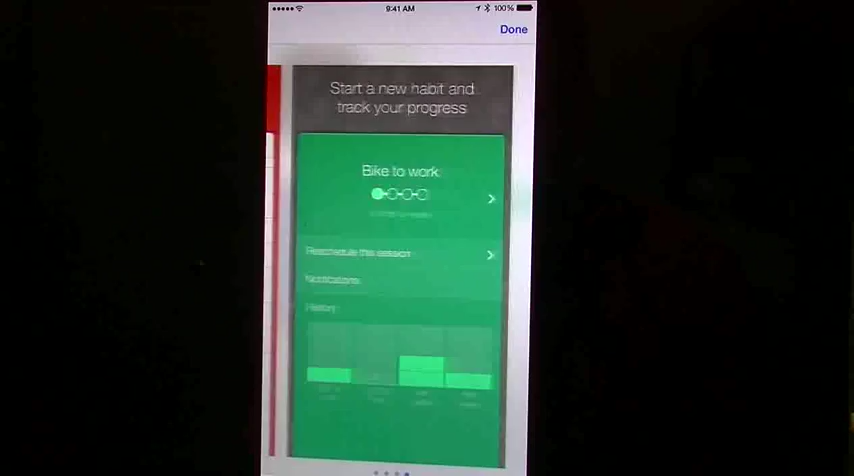 9:41 AM
100%
Done
Start a new habit and
track your progress
Bike to work
Reschedule this session
Notifications
History